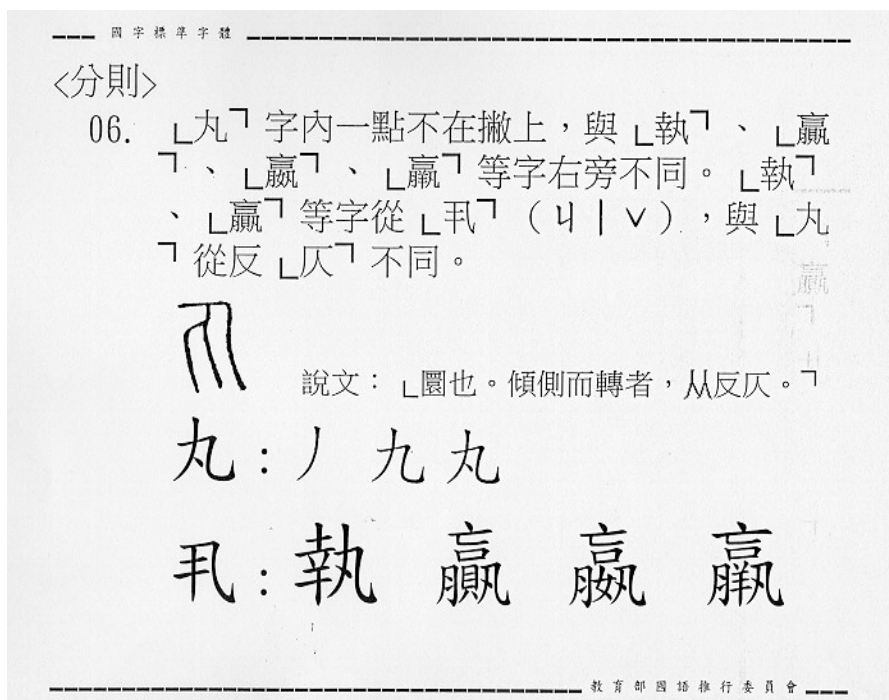 國字標準字體
<分則>
06. ﹂丸﹁字內一點不在撇上，與﹂執﹁、﹂贏
﹁、﹂嬴﹁、﹂羸﹁等字右旁不同。﹂執﹁
、﹂贏﹁等字從﹂丮﹁（ㄐㄧˇ），與﹂丸
﹁從反﹂仄﹁不同。
說文：﹂圜也。傾側而轉者，从反仄。﹁
丸：丿 九 丸
丮：執 贏 嬴 羸
教育部國語推行委員會